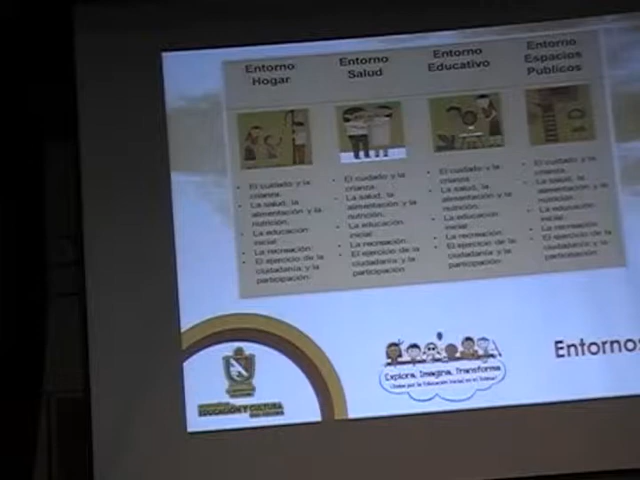 Entorno
Hogar
Entorno
Salud
Entorno
Educativo
Entorno
Espacios
Publicos
• El cuidado y la
crianza.
• La salud, la
alimentación y la
nutrición.
• La educación
inicial
• La recreación.
• El ejercicio de la
ciudadanía y la
participación
• El cuidado y la
crianza.
• La salud, la
alimentación y la
nutrición.
• La educación
inicial
• La recreación.
• El ejercicio de la
ciudadanía y la
participación
• El cuidado y la
crianza.
• La salud, la
alimentación y la
nutrición.
• La educación
inicial
• La recreación
• El ejercicio de la
ciudadanía y la
participación
• El cuidado y la
crianza.
• La salud, la
alimentación y la
nutrición.
• La educación
inicial
• La recreación
• El ejercicio de la
ciudadanía y la
participación
Explora, Imagina, Transforma
EDUCACIÓN Y CULTURA
Entornos